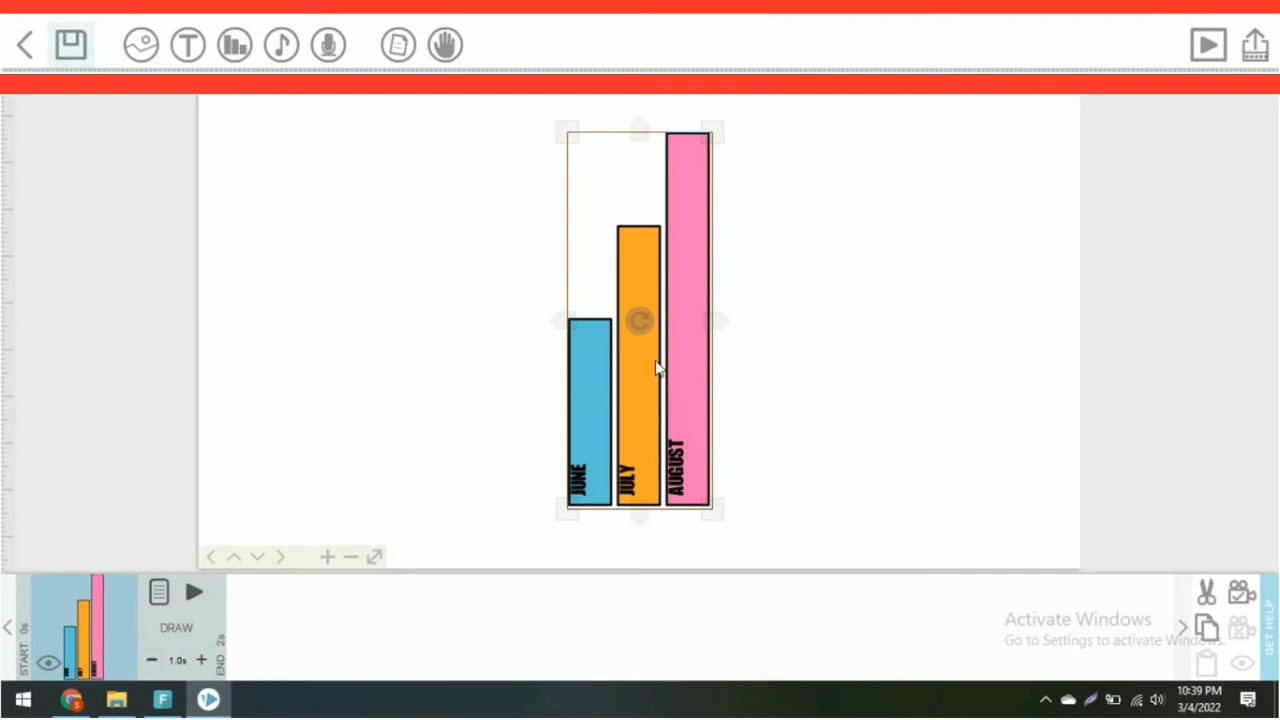 T
JUNE
JULY
AUGUST
START 0s
DRAW
1.0s
END 2s
Activate Windows
Go to Settings to activate Windows.
GET HELP
F
10:39 PM
3/4/2022